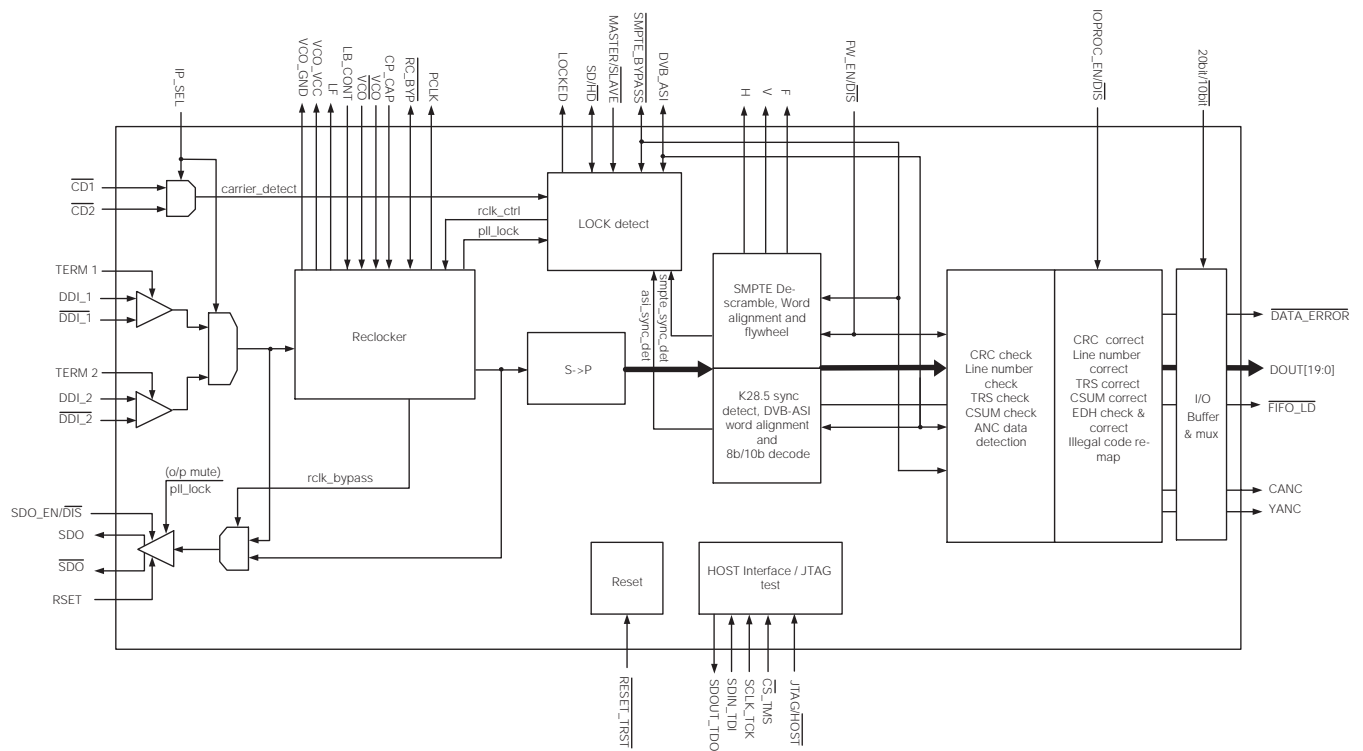 IP_SEL
VCO_GND
VCO_VCC
LF
LB_CONT
VCO
VCO
CP_CAP
RC_BYP
PCLK
LOCKED
SD/HD
MASTER/SLAVE
SMPTE_BYPASS
DVB_ASI
H
V
F
FW_EN/DIS
IOPROC_EN/DIS
20bit/10bit
CD1
CD2
carrier_detect
rclk_ctrl
pll_lock
LOCK detect
TERM 1
DDI_1
DDI_1
TERM 2
DDI_2
DDI_2
Reclocker
S->P
asi_sync_det
smpte_sync_det
SMPTE De-
scramble, Word
alignment and
flywheel
K28.5 sync
detect, DVB-ASI
word alignment
and
8b/10b decode
CRC check
Line number
check
TRS check
CSUM check
ANC data
detection
CRC correct
Line number
correct
TRS correct
CSUM correct
EDH check &
correct
Illegal code re-
map
I/O
Buffer
& mux
DATA_ERROR
DOUT[19:0]
FIFO_LD
CANC
YANC
rclk_bypass
(o/p mute)
pll_lock
SDO_EN/DIS
SDO
SDO
RSET
Reset
HOST Interface / JTAG
test
RESET_TRST
SDOUT_TDO
SDIN_TDI
SCLK_TCK
CS_TMS
JTAG/HOST